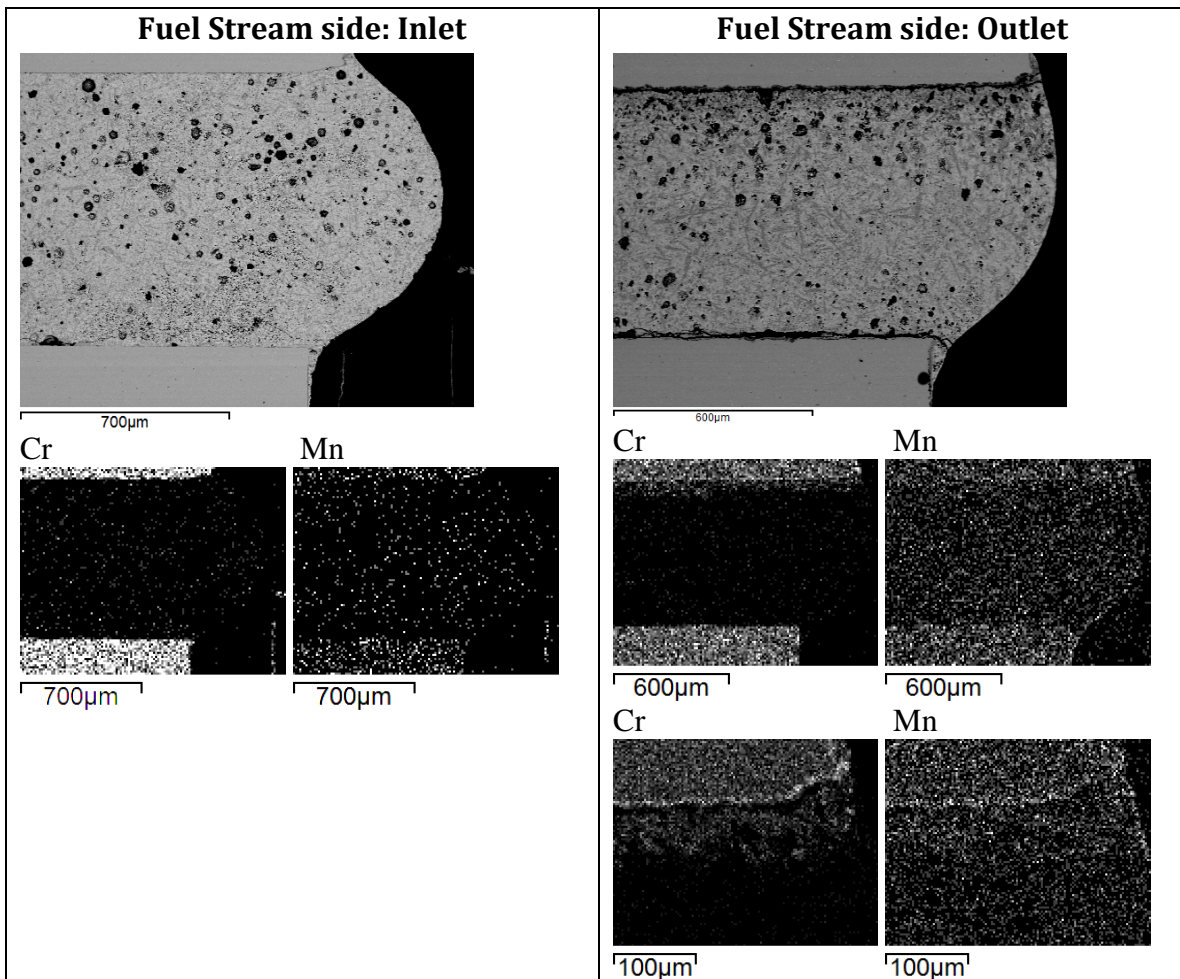 Fuel Stream side: Inlet
700µm
Cr Mn
700µm 700µm
Fuel Stream side: Outlet
600µm
Cr Mn
600µm 600µm
Cr Mn
100µm 100µm